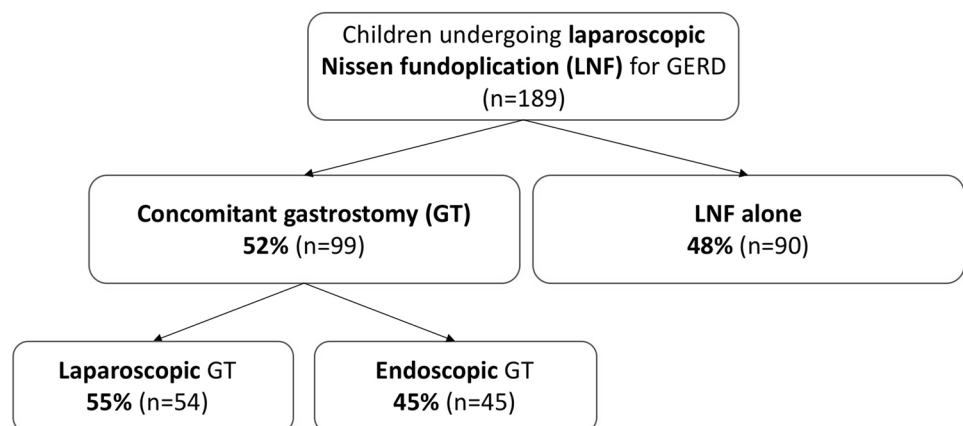 Children undergoing laparoscopic
Nissen fundoplication (LNF) for GERD
(n=189)
Concomitant gastrostomy (GT)
52% (n=99)
LNF alone
48% (n=90)
Laparoscopic GT
55% (n=54)
Endoscopic GT
45% (n=45)